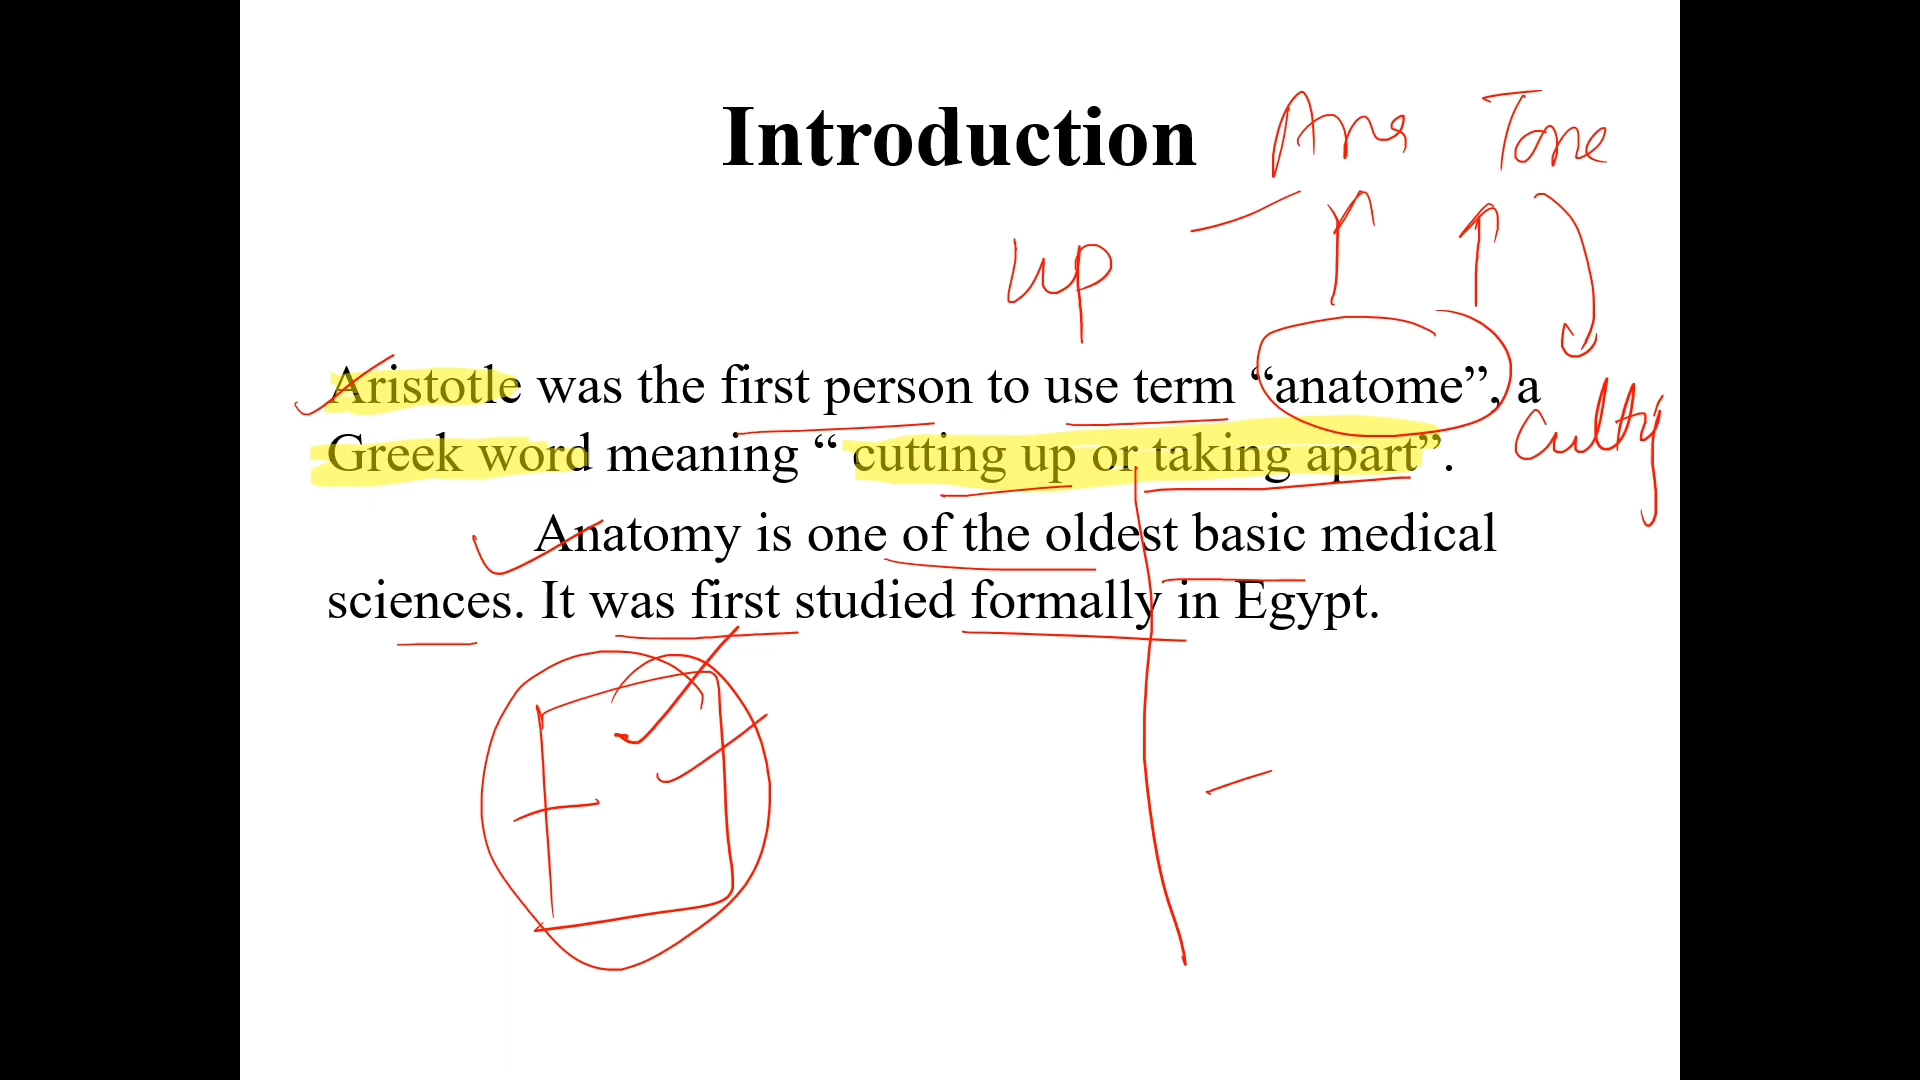 Introduction
Ana Tome
up
Aristotle was the first person to use term “anatome”, a
Greek word meaning “ cutting up or taking apart”.
Anatomy is one of the oldest basic medical
sciences. It was first studied formally in Egypt.